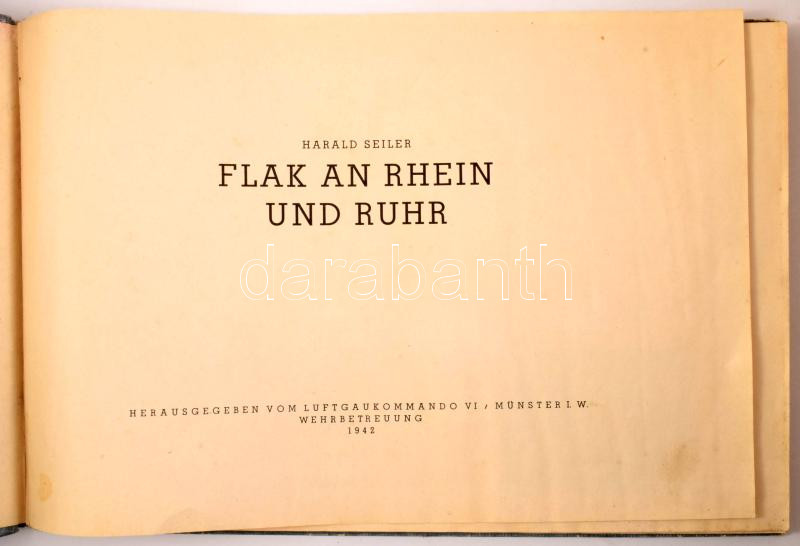 HARALD SEILER
FLAK AN RHEIN
UND RUHR
darabanth
HERAUSGEGEBEN VOM LUFTGAUKOMMANDO VI / MÜNSTER I. W.
WEHRBETREUUNG
1942